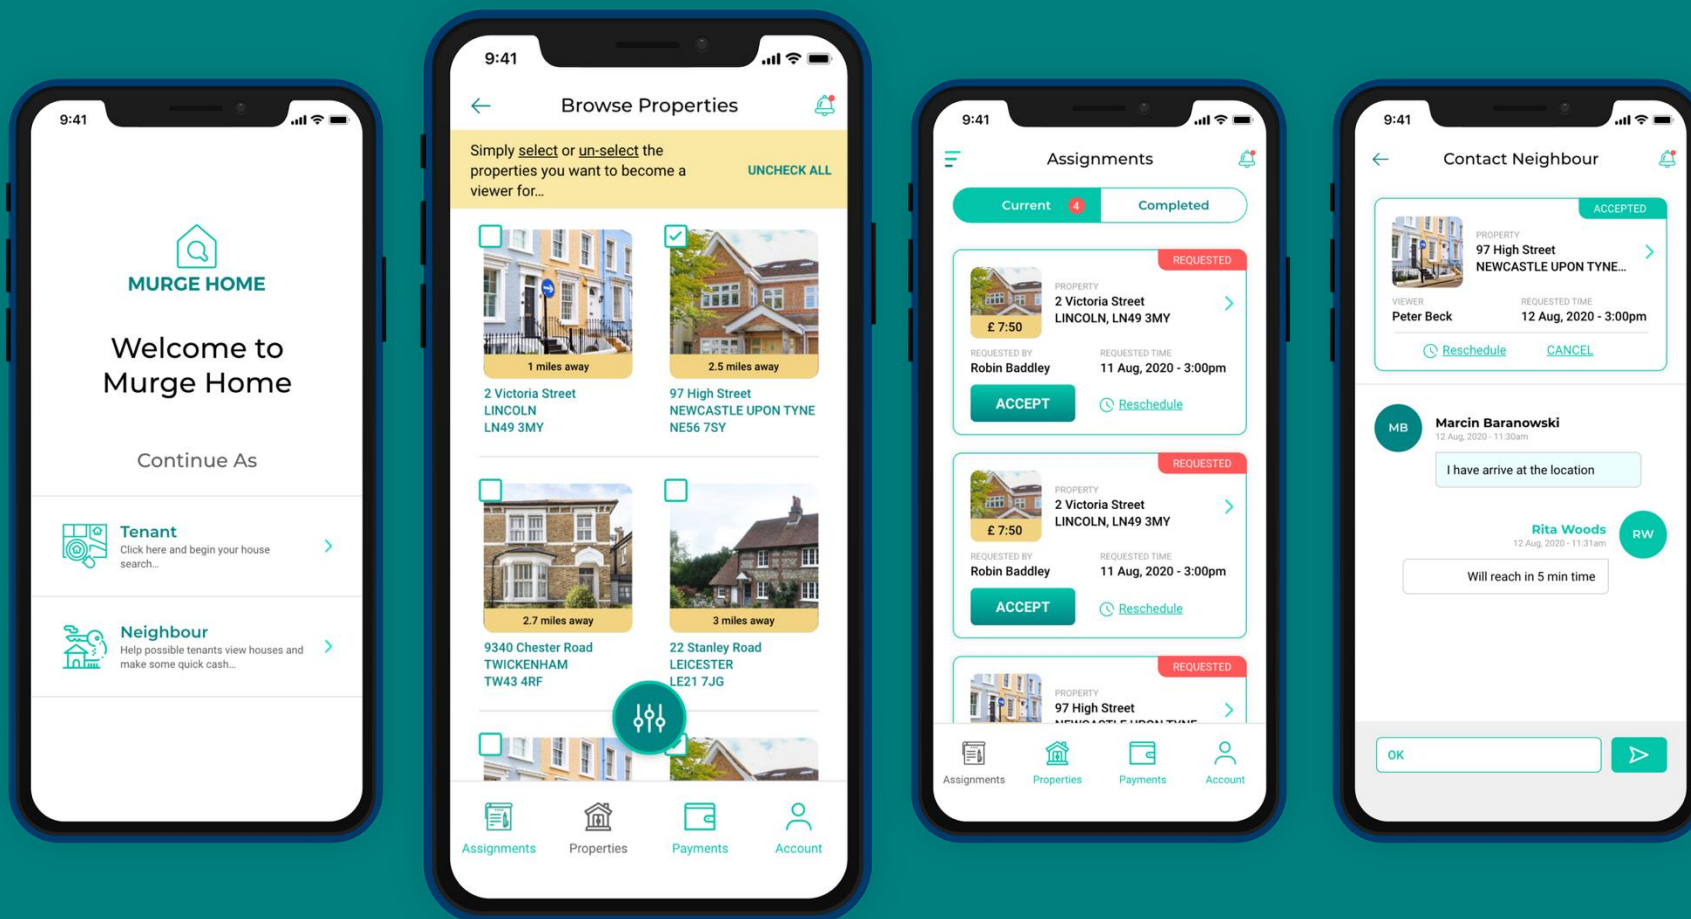 9:41
MURGE HOME
Welcome to
Murge Home
Continue As
Tenant
Click here and begin your house
search...
Neighbour
Help possible tenants view houses and
make some quick cash...
9:41
Browse Properties
Simply select or un-select the
properties you want to become a
viewer for...
UNCHECK ALL
1 miles away
2 Victoria Street
LINCOLN
LN49 3MY
2.5 miles away
97 High Street
NEWCASTLE UPON TYNE
NE56 7SY
2.7 miles away
9340 Chester Road
TWICKENHAM
TW43 4RF
3 miles away
22 Stanley Road
LEICESTER
LE21 7JG
Assignments
Properties
Payments
Account
9:41
Assignments
Current 4
Completed
REQUESTED
PROPERTY
2 Victoria Street
LINCOLN, LN49 3MY
£ 7:50
REQUESTED BY
Robin Baddley
REQUESTED TIME
11 Aug, 2020 - 3:00pm
ACCEPT
Reschedule
REQUESTED
PROPERTY
2 Victoria Street
LINCOLN, LN49 3MY
£ 7:50
REQUESTED BY
Robin Baddley
REQUESTED TIME
11 Aug, 2020 - 3:00pm
ACCEPT
Reschedule
REQUESTED
PROPERTY
97 High Street
NEWCASTLE UPON TYNE
Assignments
Properties
Payments
Account
9:41
Contact Neighbour
ACCEPTED
PROPERTY
97 High Street
NEWCASTLE UPON TYNE...
VIEWER
Peter Beck
REQUESTED TIME
12 Aug, 2020 - 3:00pm
Reschedule
CANCEL
MB
Marcin Baranowski
12 Aug, 2020 - 11:30am
I have arrive at the location
Rita Woods
12 Aug, 2020 - 11:31am
RW
Will reach in 5 min time
OK